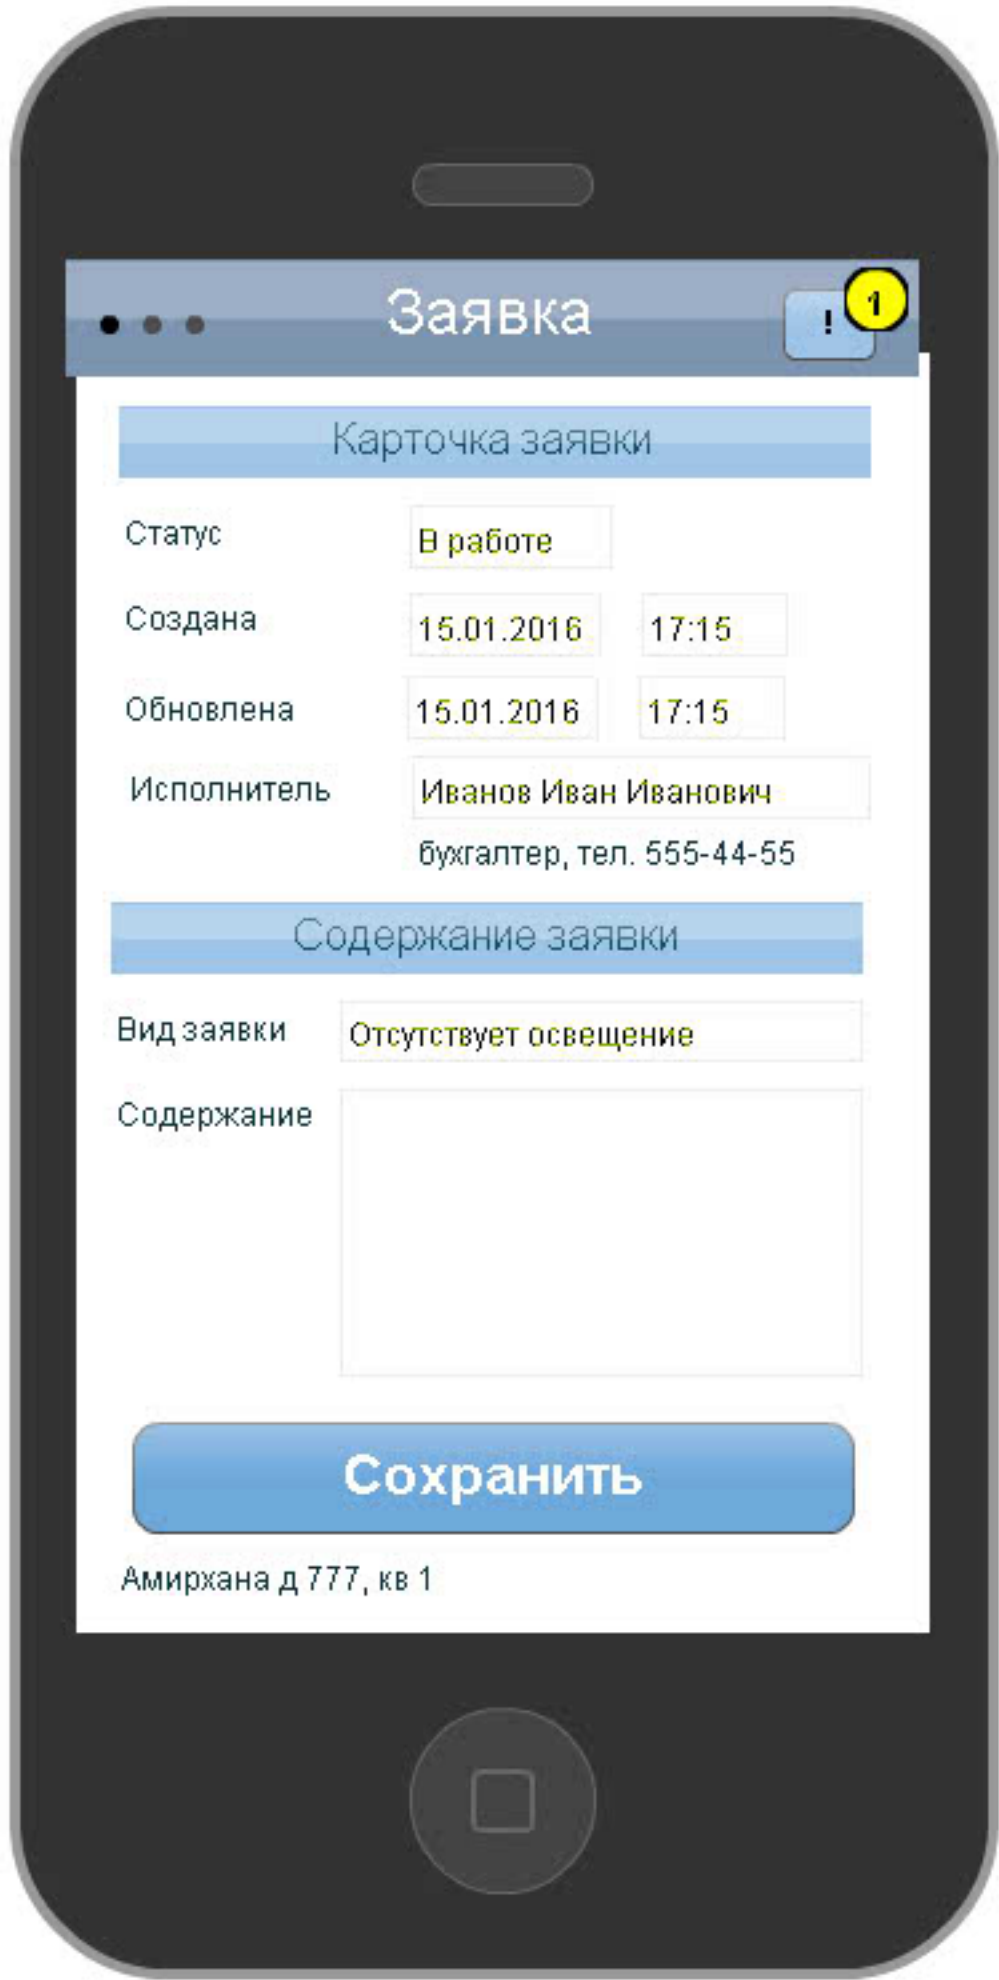 Заявка
!
1
Карточка заявки
Статус
В работе
Создана
15.01.2016
17:15
Обновлена
15.01.2016
17:15
Исполнитель
Иванов Иван Иванович
бухгалтер, тел. 555-44-55
Содержание заявки
Вид заявки
Отсутствует освещение
Содержание
Сохранить
Амирхана д 777, кв 1